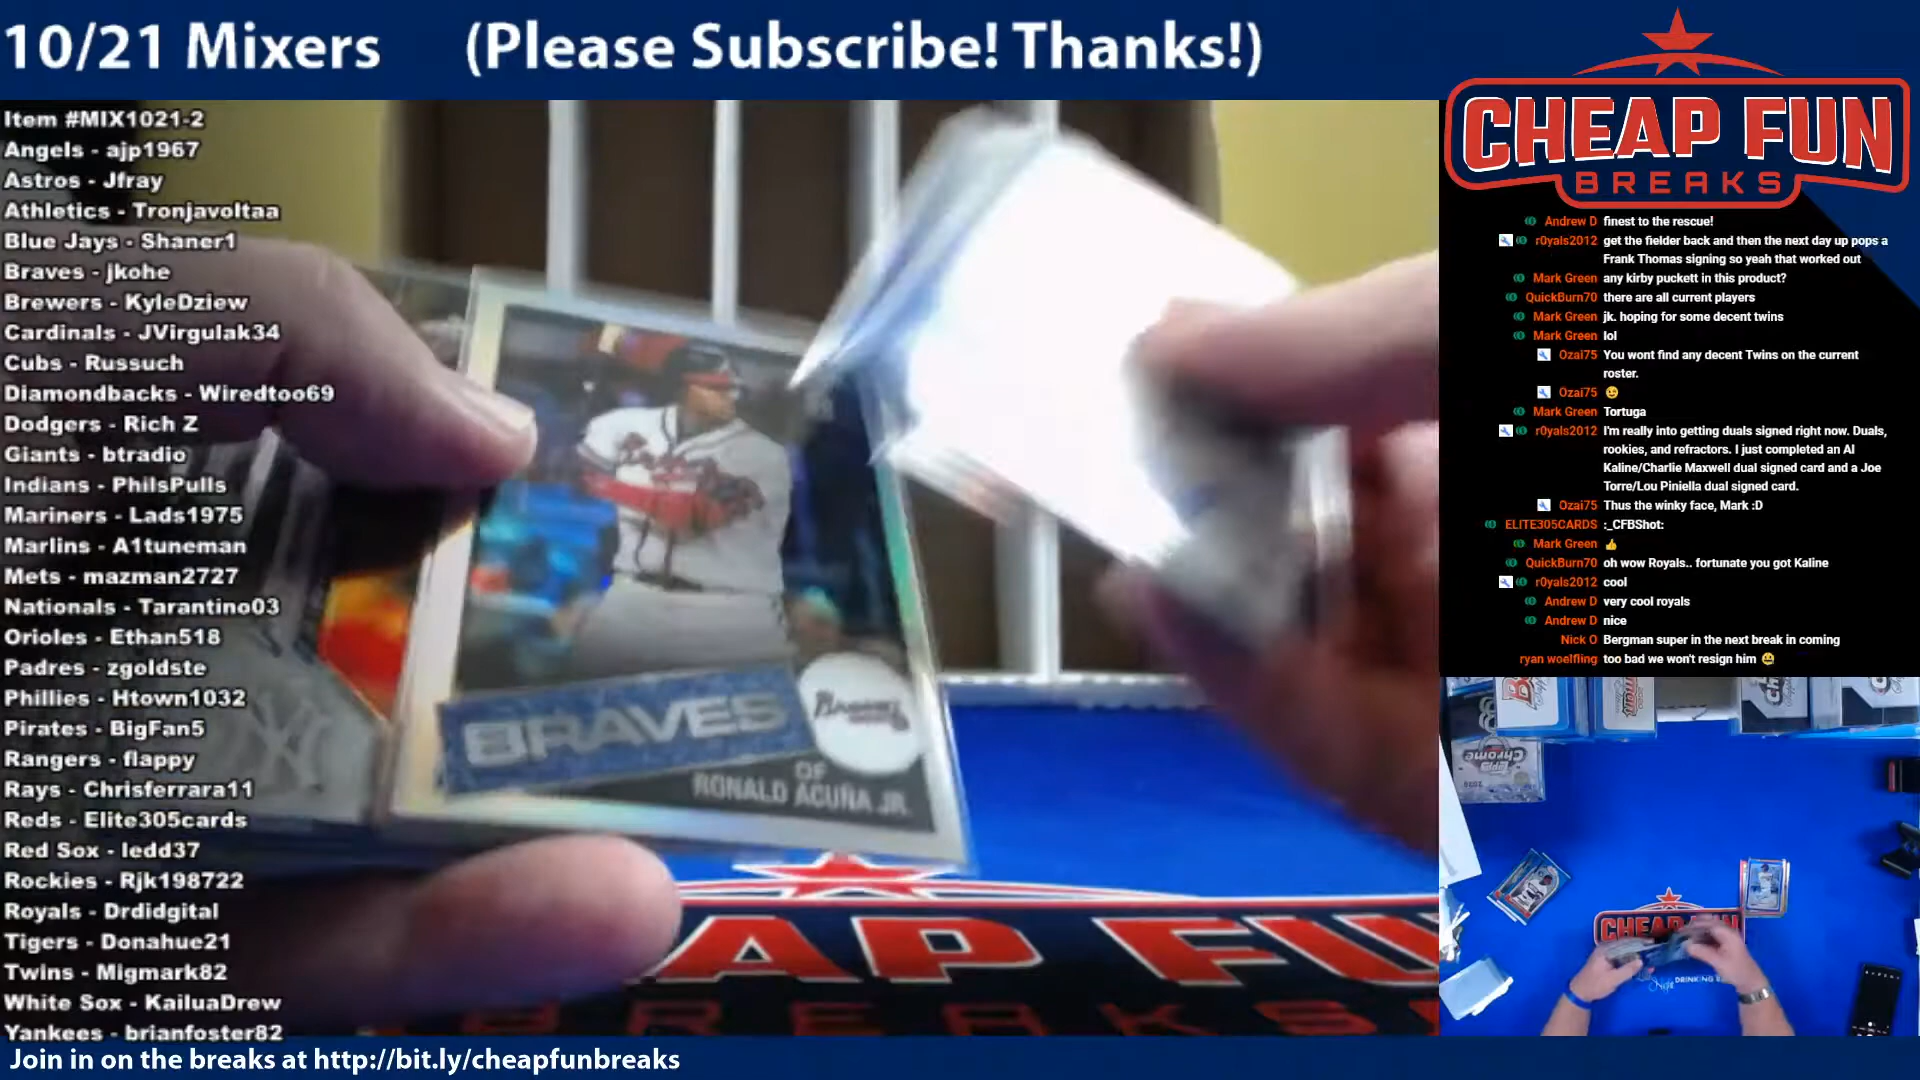 10/21 Mixers (Please Subscribe! Thanks!)
Item #MIX1021-2
Angels - ajp1967
Astros - Jfray
Athletics - Tronjavoltaa
Blue Jays - Shaner1
Braves - jkohe
Brewers - KyleDziew
Cardinals - JVirgulak34
Cubs - Russuch
Diamondbacks - Wiredtoo69
Dodgers - Rich Z
Giants - btradio
Indians - PhilsPulls
Mariners - Lads1975
Marlins - A1tuneman
Mets - mazman2727
Nationals - Tarantino03
Orioles - Ethan518
Padres - zgoldste
Phillies - Htown1032
Pirates - BigFan5
Rangers - flappy
Rays - Chrisferrara11
Reds - Elite305cards
Red Sox - ledd37
Rockies - Rjk198722
Royals - Drdidgital
Tigers - Donahue21
Twins - Migmark82
White Sox - KailuaDrew
Yankees - brianfoster82
Join in on the breaks at http://bit.ly/cheapfunbreaks
BRAVES
OF
RONALD ACUÑA JR.
AP FU
BREAKS
CHEAP FUN
BREAKS
Andrew D finest to the rescue!
r0yals2012 get the fielder back and then the next day up pops a
Frank Thomas signing so yeah that worked out
Mark Green any kirby puckett in this product?
QuickBurn70 there are all current players
Mark Green jk. hoping for some decent twins
Mark Green lol
Ozai75 You wont find any decent Twins on the current
roster.
Ozai75 😉
Mark Green Tortuga
r0yals2012 I'm really into getting duals signed right now. Duals,
rookies, and refractors. I just completed an Al
Kaline/Charlie Maxwell dual signed card and a Joe
Torre/Lou Piniella dual signed card.
Ozai75 Thus the winky face, Mark :D
ELITE305CARDS :_CFBShot:
Mark Green 👍
QuickBurn70 oh wow Royals.. fortunate you got Kaline
r0yals2012 cool
Andrew D very cool royals
Andrew D nice
Nick O Bergman super in the next break in coming
ryan woelfling too bad we won't resign him 😀
Chrome
CHEAP FUN
DRINKING